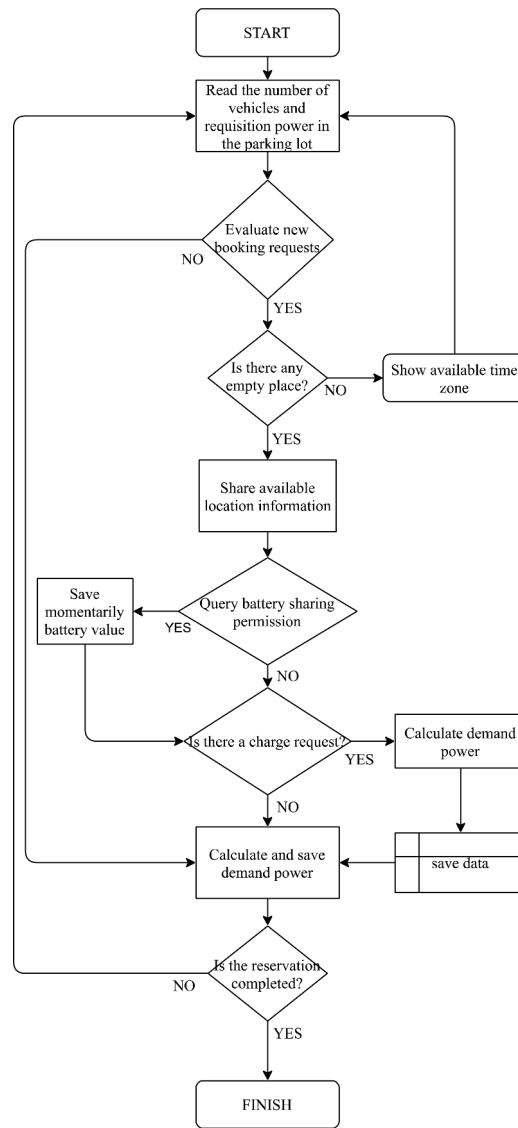 START
Read the number of
vehicles and
requisition power in
the parking lot
Evaluate new
booking requests
NO
YES
Is there any
empty place?
NO
Show available time
zone
YES
Share available
location information
Save
momentarily
battery value
YES
Query battery sharing
permission
NO
Is there a charge request?
YES
Calculate demand
power
NO
Calculate and save
demand power
save data
Is the reservation
completed?
NO
YES
FINISH